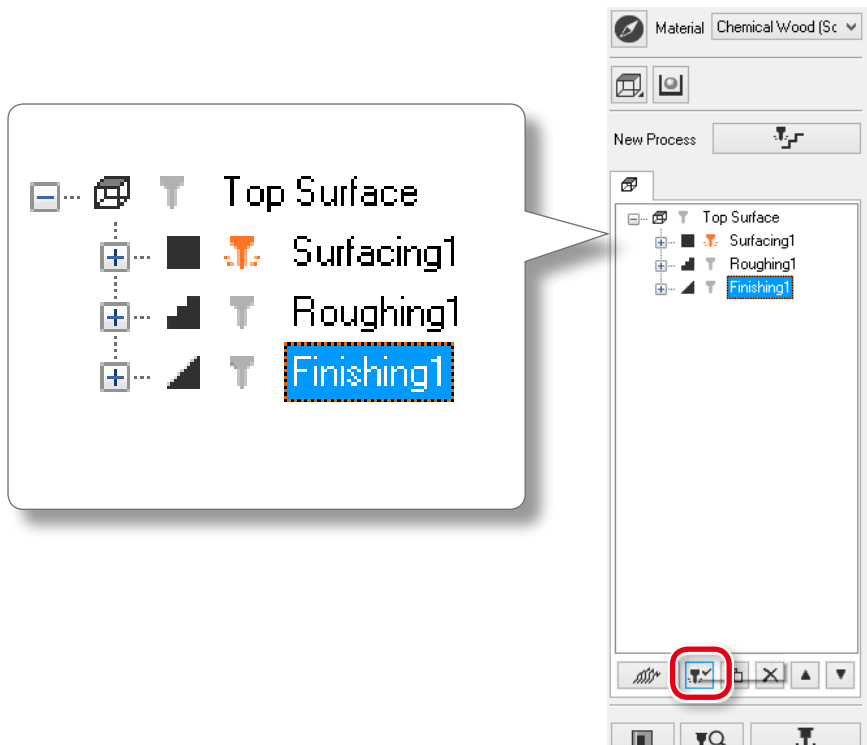 Material Chemical Wood (Sc
New Process
Top Surface
Surfacing1
Roughing1
Finishing1
Top Surface
Surfacing1
Roughing1
Finishing1